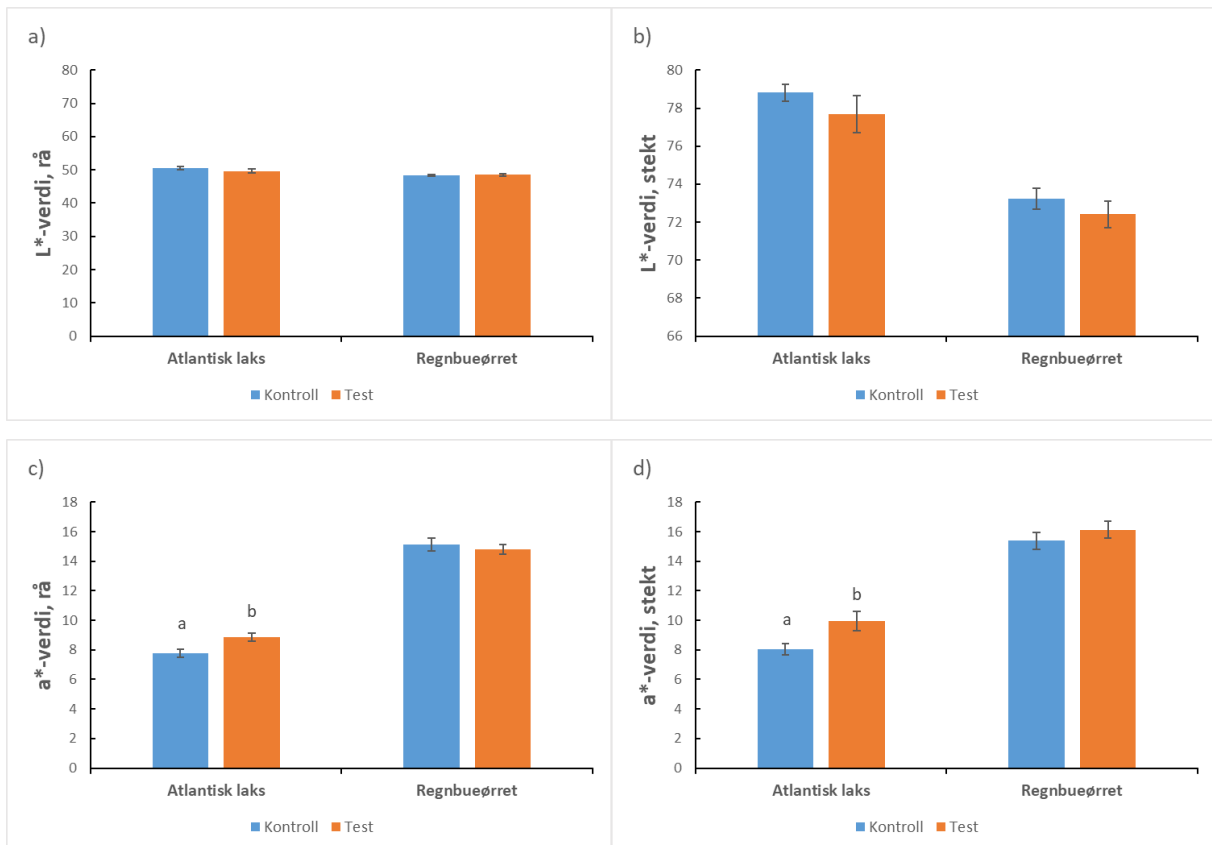 a)
L*-verdi, rå
80
70
60
50
40
30
20
10
0
Atlantisk laks Regnbueørret
Kontroll Test
b)
L*-verdi, stekt
80
78
76
74
72
70
68
66
Atlantisk laks Regnbueørret
Kontroll Test
c)
a*-verdi, rå
18
16
14
12
10
8
6
4
2
0
a b
Atlantisk laks Regnbueørret
Kontroll Test
d)
a*-verdi, stekt
18
16
14
12
10
8
6
4
2
0
a b
Atlantisk laks Regnbueørret
Kontroll Test